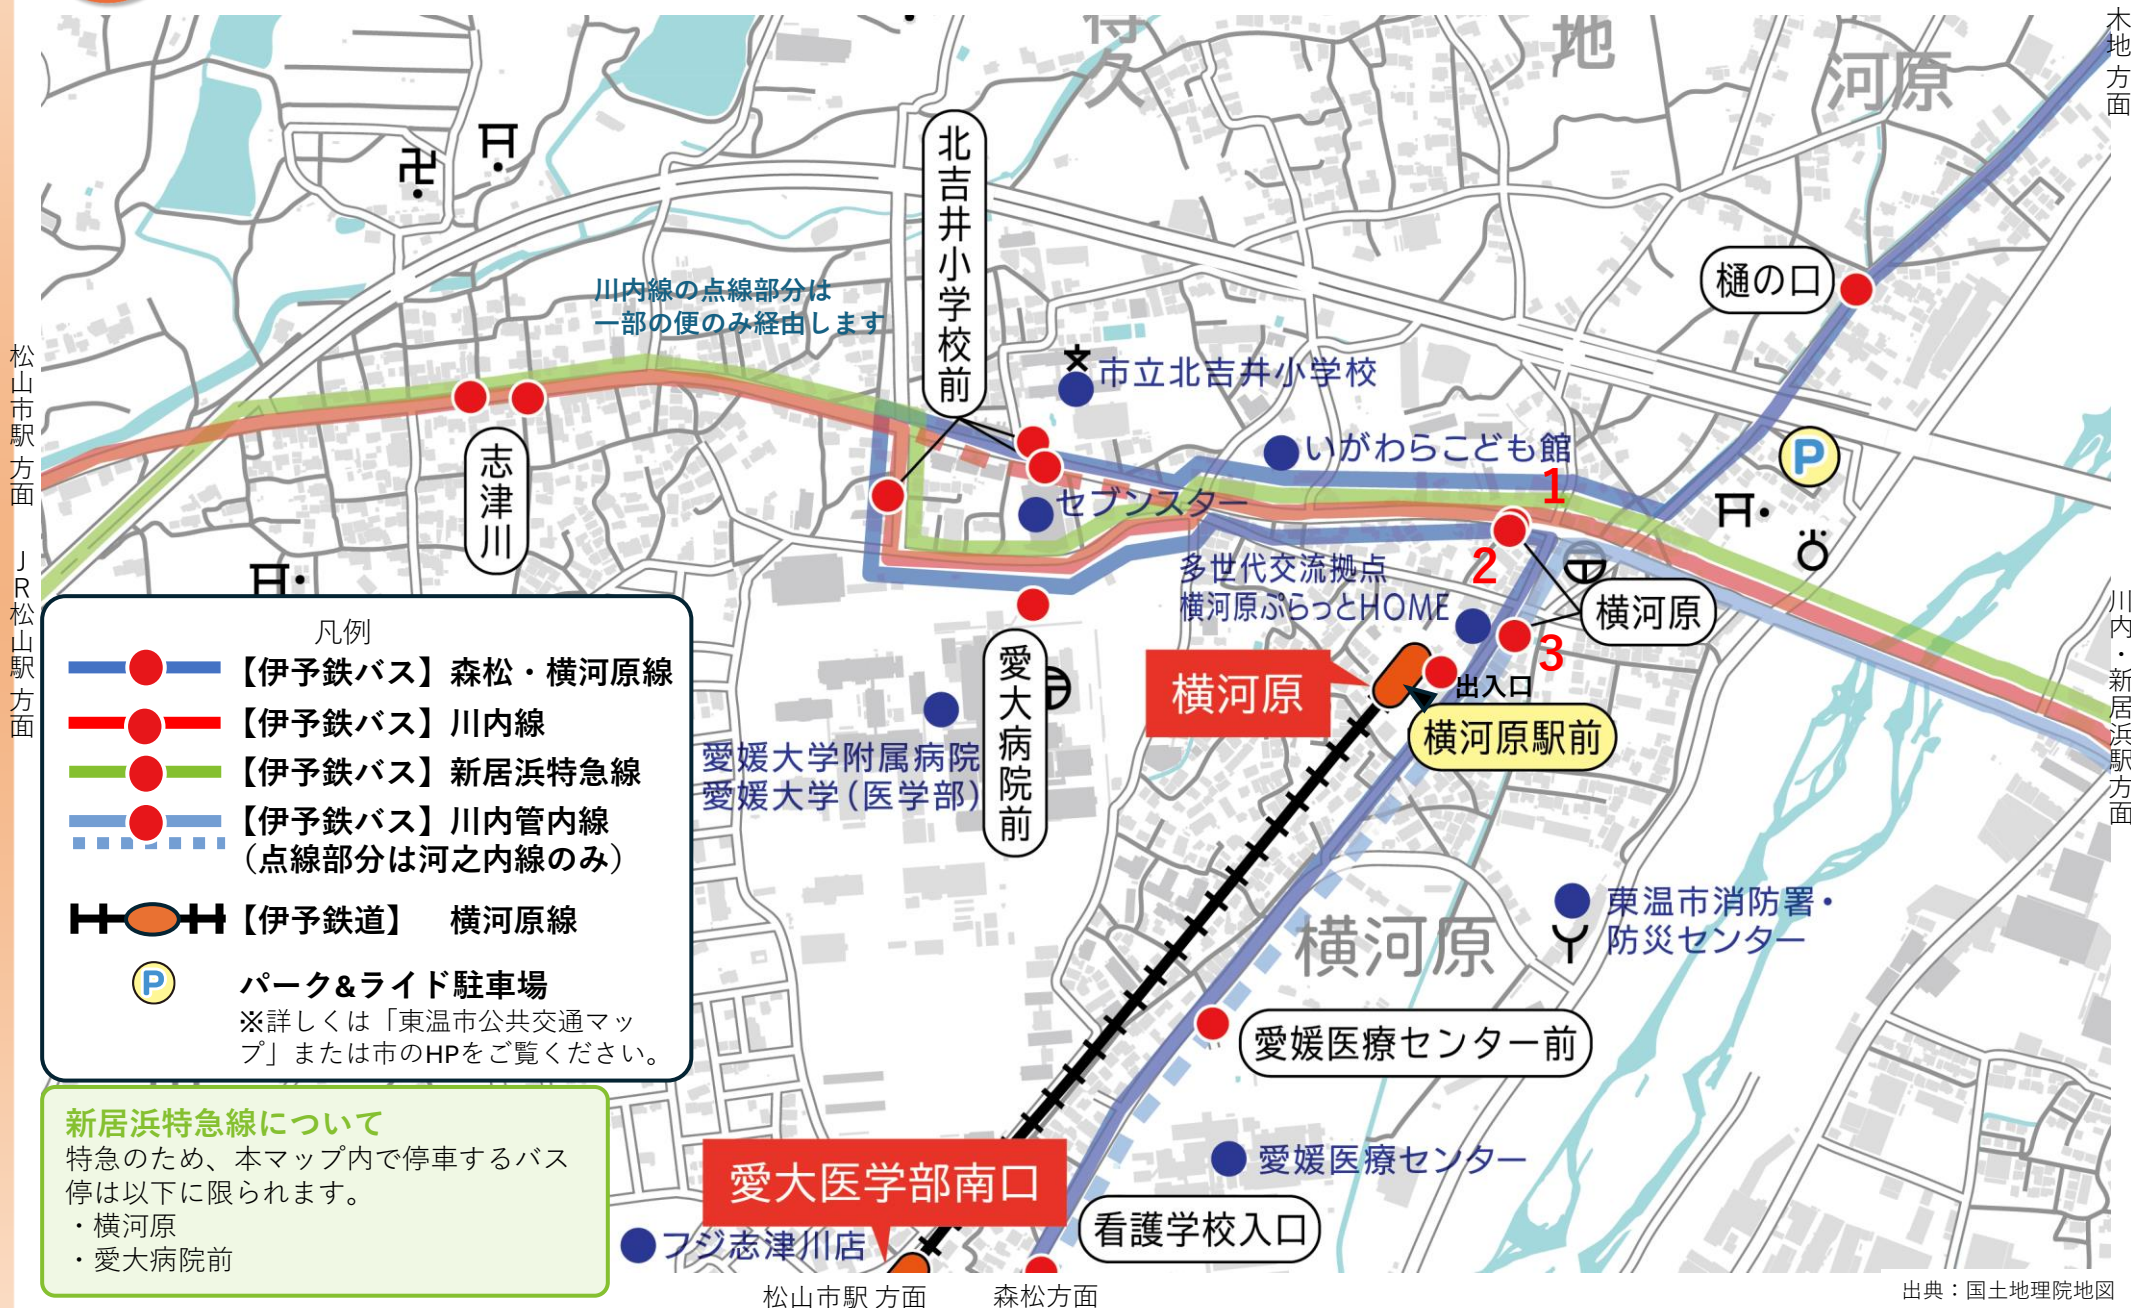 待
久
地
河原
木地方面
北吉井小学校前
樋の口
川内線の点線部分は
一部の便のみ経由します
市立北吉井小学校
いがわらこども館
セブンスター
松山市駅方面
JR松山駅方面
志津川
P
1
2
3
多世代交流拠点
横河原ぷらっとHOME
横河原
横河原
出入口
横河原駅前
愛大病院前
愛媛大学附属病院
愛媛大学(医学部)
川内・新居浜駅方面
横河原
東温市消防署・
防災センター
愛媛医療センター前
愛媛医療センター
愛大医学部南口
看護学校入口
フジ志津川店
凡例
【伊予鉄バス】森松・横河原線
【伊予鉄バス】川内線
【伊予鉄バス】新居浜特急線
【伊予鉄バス】川内管内線
（点線部分は河之内線のみ）
【伊予鉄道】　横河原線
P
パーク&ライド駐車場
※詳しくは「東温市公共交通マッ
プ」または市のHPをご覧ください。
新居浜特急線について
特急のため、本マップ内で停車するバス
停は以下に限られます。
・横河原
・愛大病院前
松山市駅 方面
森松方面
出典：国土地理院地図